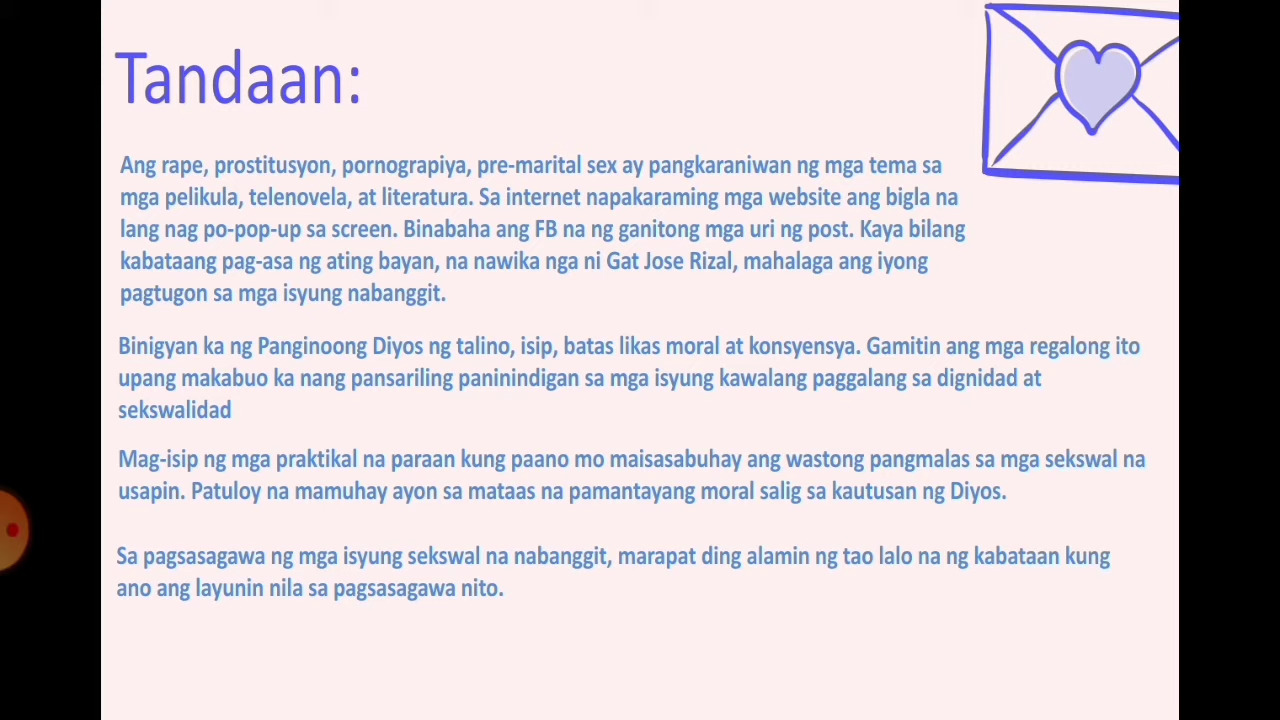 Tandaan:
Ang rape, prostitusyon, pornograpiya, pre-marital sex ay pangkaraniwan ng mga tema sa
mga pelikula, telenovela, at literatura. Sa internet napakaraming mga website ang bigla na
lang nag po-pop-up sa screen. Binabaha ang FB na ng ganitong mga uri ng post. Kaya bilang
kabataang pag-asa ng ating bayan, na nawika nga ni Gat Jose Rizal, mahalaga ang iyong
pagtugon sa mga isyung nabanggit.
Binigyan ka ng Panginoong Diyos ng talino, isip, batas likas moral at konsyensya. Gamitin ang mga regalong ito
upang makabuo ka nang pansariling paninindigan sa mga isyung kawalang paggalang sa dignidad at
sekswalidad
Mag-isip ng mga praktikal na paraan kung paano mo maisasabuhay ang wastong pangmalas sa mga sekswal na
usapin. Patuloy na mamuhay ayon sa mataas na pamantayang moral salig sa kautusan ng Diyos.
Sa pagsasagawa ng mga isyung sekswal na nabanggit, marapat ding alamin ng tao lalo na ng kabataan kung
ano ang layunin nila sa pagsasagawa nito.